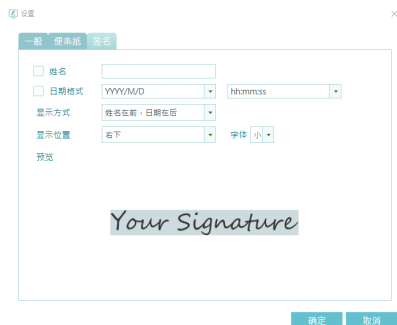 设置
一般 便条纸 签名
姓名
日期格式 YYYY/M/D hh:mm:ss
显示方式 姓名在前，日期在后
显示位置 右下 字体 小
预览
Your Signature
确定 取消